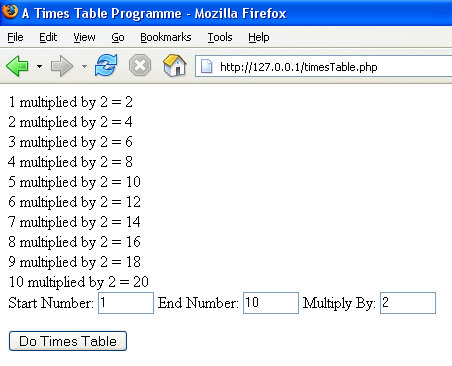 A Times Table Programme - Mozilla Firefox
File Edit View Go Bookmarks Tools Help
http://127.0.0.1/timesTable.php
1 multiplied by 2 = 2
2 multiplied by 2 = 4
3 multiplied by 2 = 6
4 multiplied by 2 = 8
5 multiplied by 2 = 10
6 multiplied by 2 = 12
7 multiplied by 2 = 14
8 multiplied by 2 = 16
9 multiplied by 2 = 18
10 multiplied by 2 = 20
Start Number: 1 End Number: 10 Multiply By: 2
Do Times Table